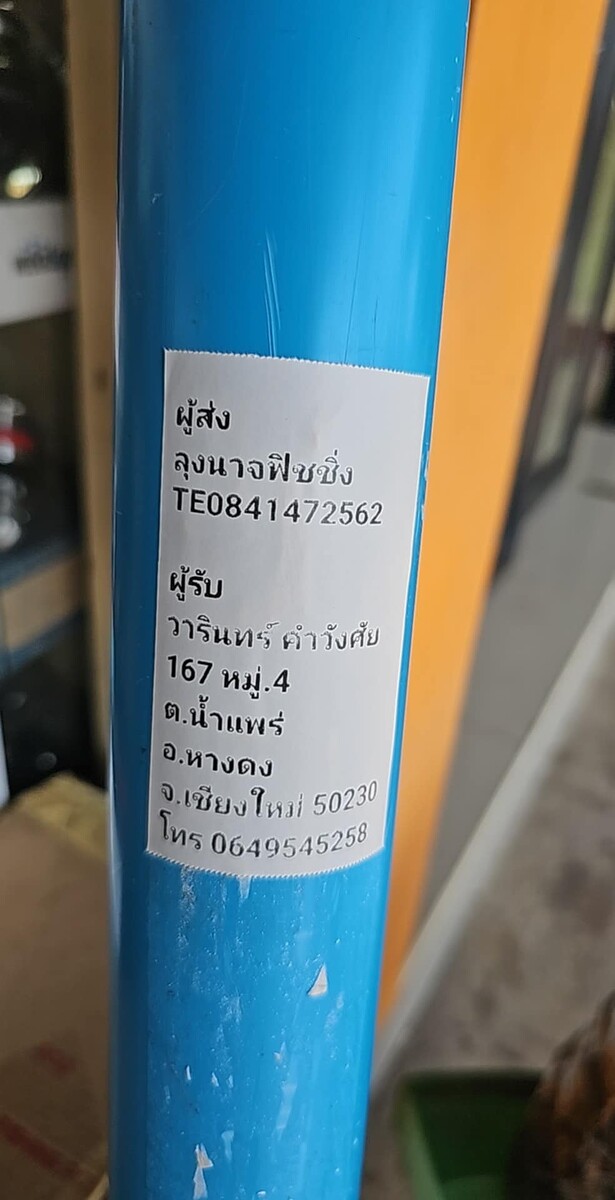 ผู้ส่ง
ลุงนาจฟิชชิ่ง
TE0841472562
ผู้รับ
วารินทร์ คำวังศัย
167 หมู่.4
ต.น้ำแพร่
อ.หางดง
จ.เชียงใหม่ 50230
โทร 0649545258